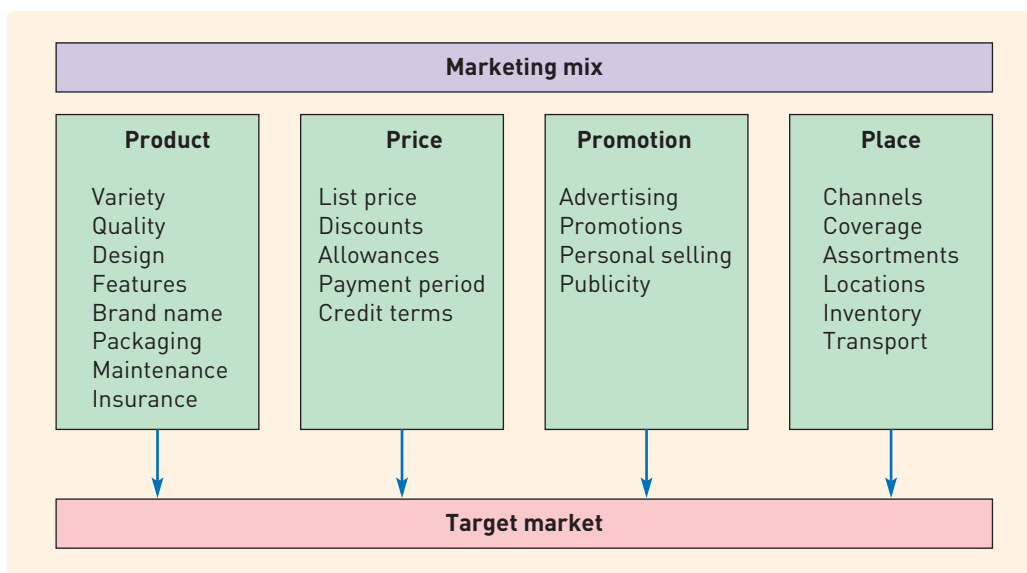 Marketing mix
Product
Variety
Quality
Design
Features
Brand name
Packaging
Maintenance
Insurance
Price
List price
Discounts
Allowances
Payment period
Credit terms
Promotion
Advertising
Promotions
Personal selling
Publicity
Place
Channels
Coverage
Assortments
Locations
Inventory
Transport
Target market